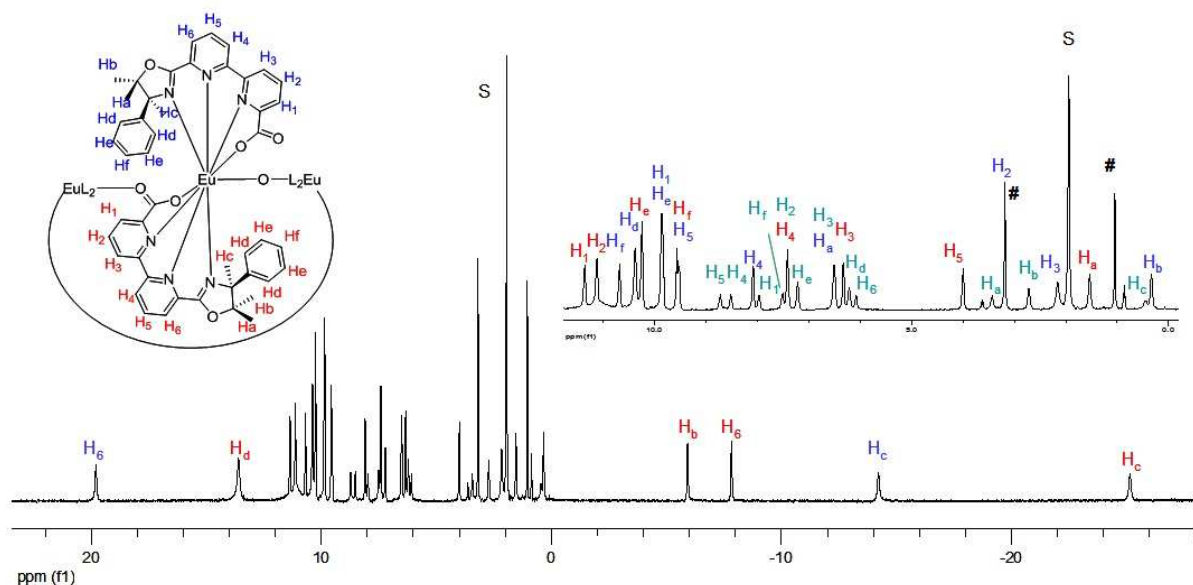 H5
H6
H4
Hb
O
N
H3
H2
Ha
N
N
Hc
H1
Hd
Hd
O
He
O
He
Hf
EuL2
O
O
Eu
O
L2Eu
H1
H2
N
N
N
H3
Hc
Hd
He
Hf
He
Hd
H4
H5
H6
O
Hb
Ha
S
S
H1
He
H2
#
#
H1
H2
Hf
Hd
He
Hf
H5
Hf
H2
H4
H3
H3
Ha
Hd
H6
H5
H4
H4
H1
He
H5
Ha
Hb
H3
Ha
Hc
Hb
10.0
5.0
0.0
ppm (f1)
H6
Hd
Hb
H6
Hc
Hc
20
10
0
-10
-20
ppm (f1)